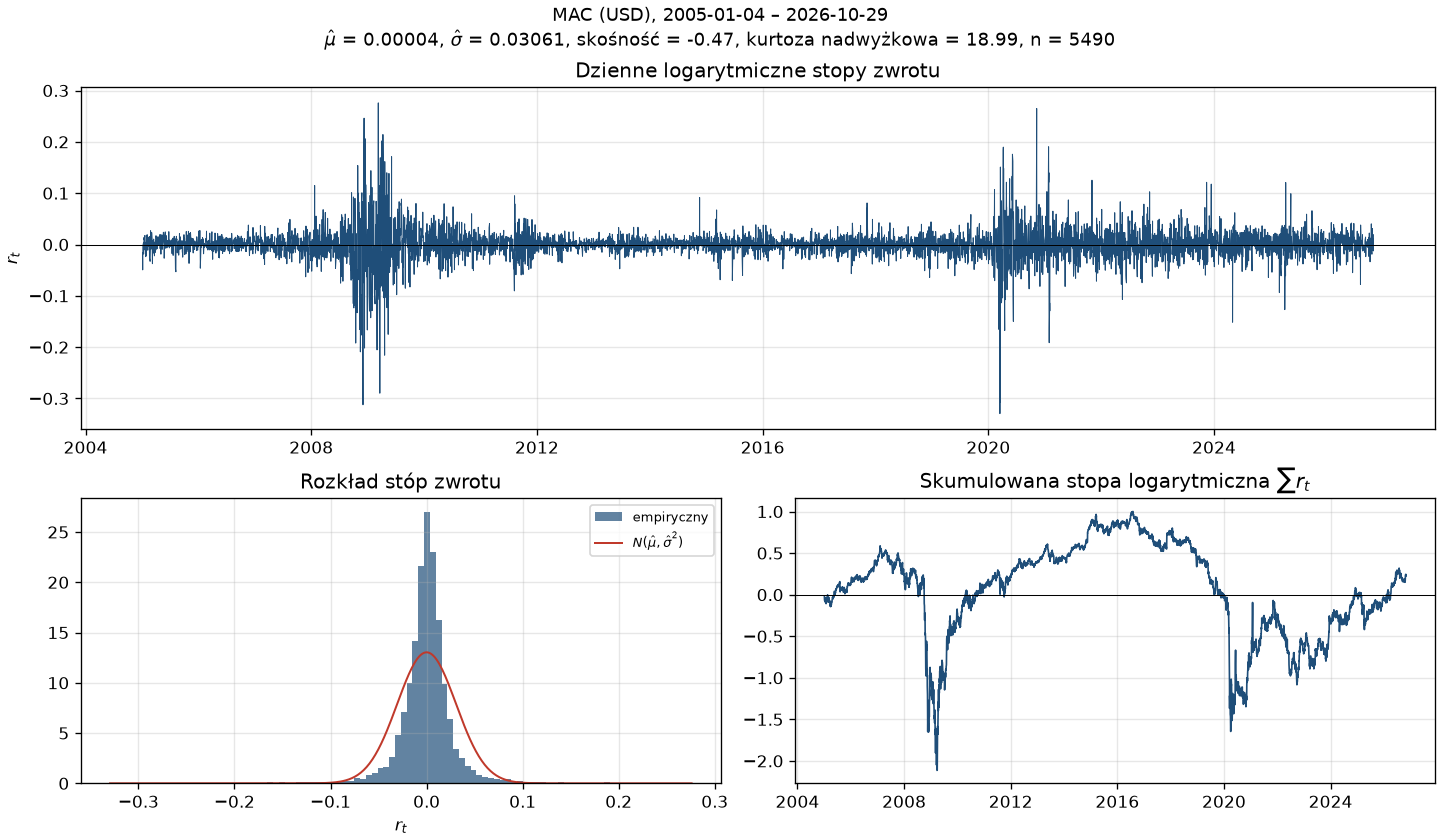 MAC (USD), 2005-01-04 – 2026-10-29
μ̂ = 0.00004, σ̂ = 0.03061, skośność = -0.47, kurtoza nadwyżkowa = 18.99, n = 5490
Dzienne logarytmiczne stopy zwrotu
0.3
0.2
0.1
0.0
−0.1
−0.2
−0.3
r_t
2004 2008 2012 2016 2020 2024
Rozkład stóp zwrotu
25
20
15
10
5
0
empiryczny
N(μ̂, σ̂²)
−0.3 −0.2 −0.1 0.0 0.1 0.2 0.3
r_t
Skumulowana stopa logarytmiczna ∑r_t
1.0
0.5
0.0
−0.5
−1.0
−1.5
−2.0
2004 2008 2012 2016 2020 2024